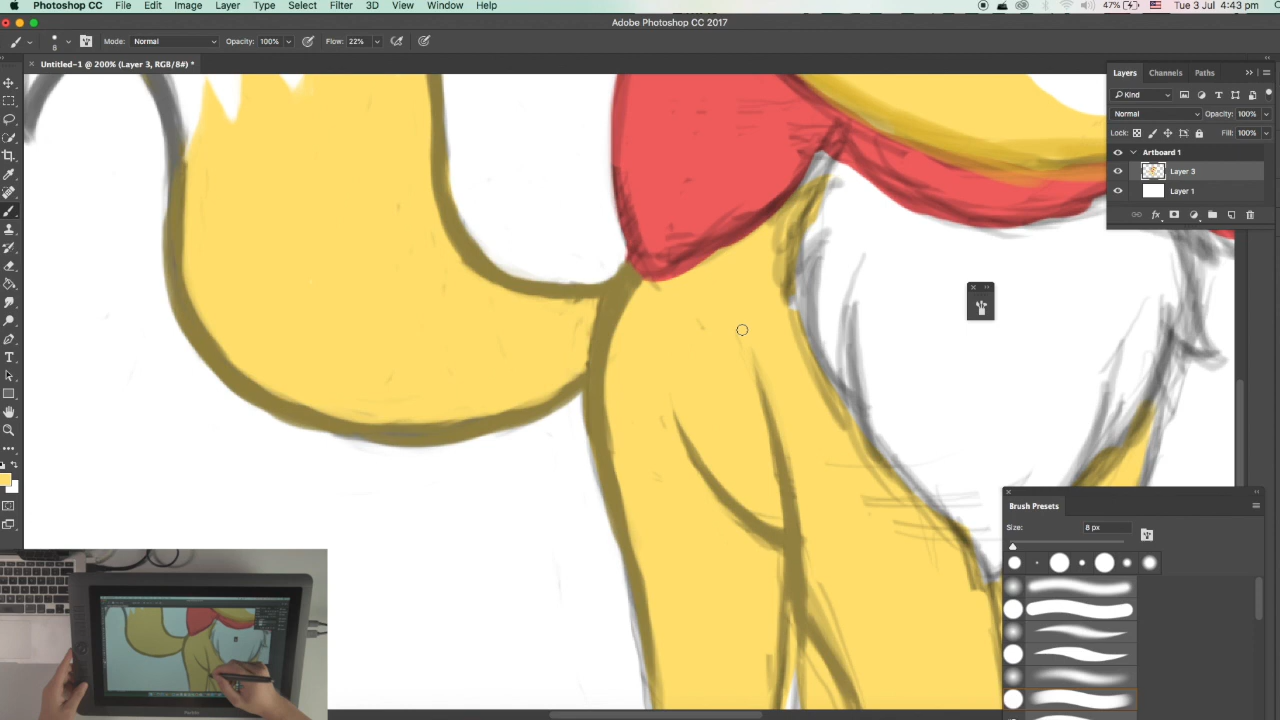 Photoshop CC File Edit Image Layer Type Select Filter 3D View Window Help 47% Tue 3 Jul 4:43 pm
Adobe Photoshop CC 2017
8 Mode: Normal Opacity: 100% Flow: 22%
Untitled-1 @ 200% (Layer 3, RGB/8#) *
Layers Channels Paths
Kind
Normal Opacity: 100%
Lock: Fill: 100%
Artboard 1
Layer 3
Layer 1
fx
T
Brush Presets
Size: 8 px